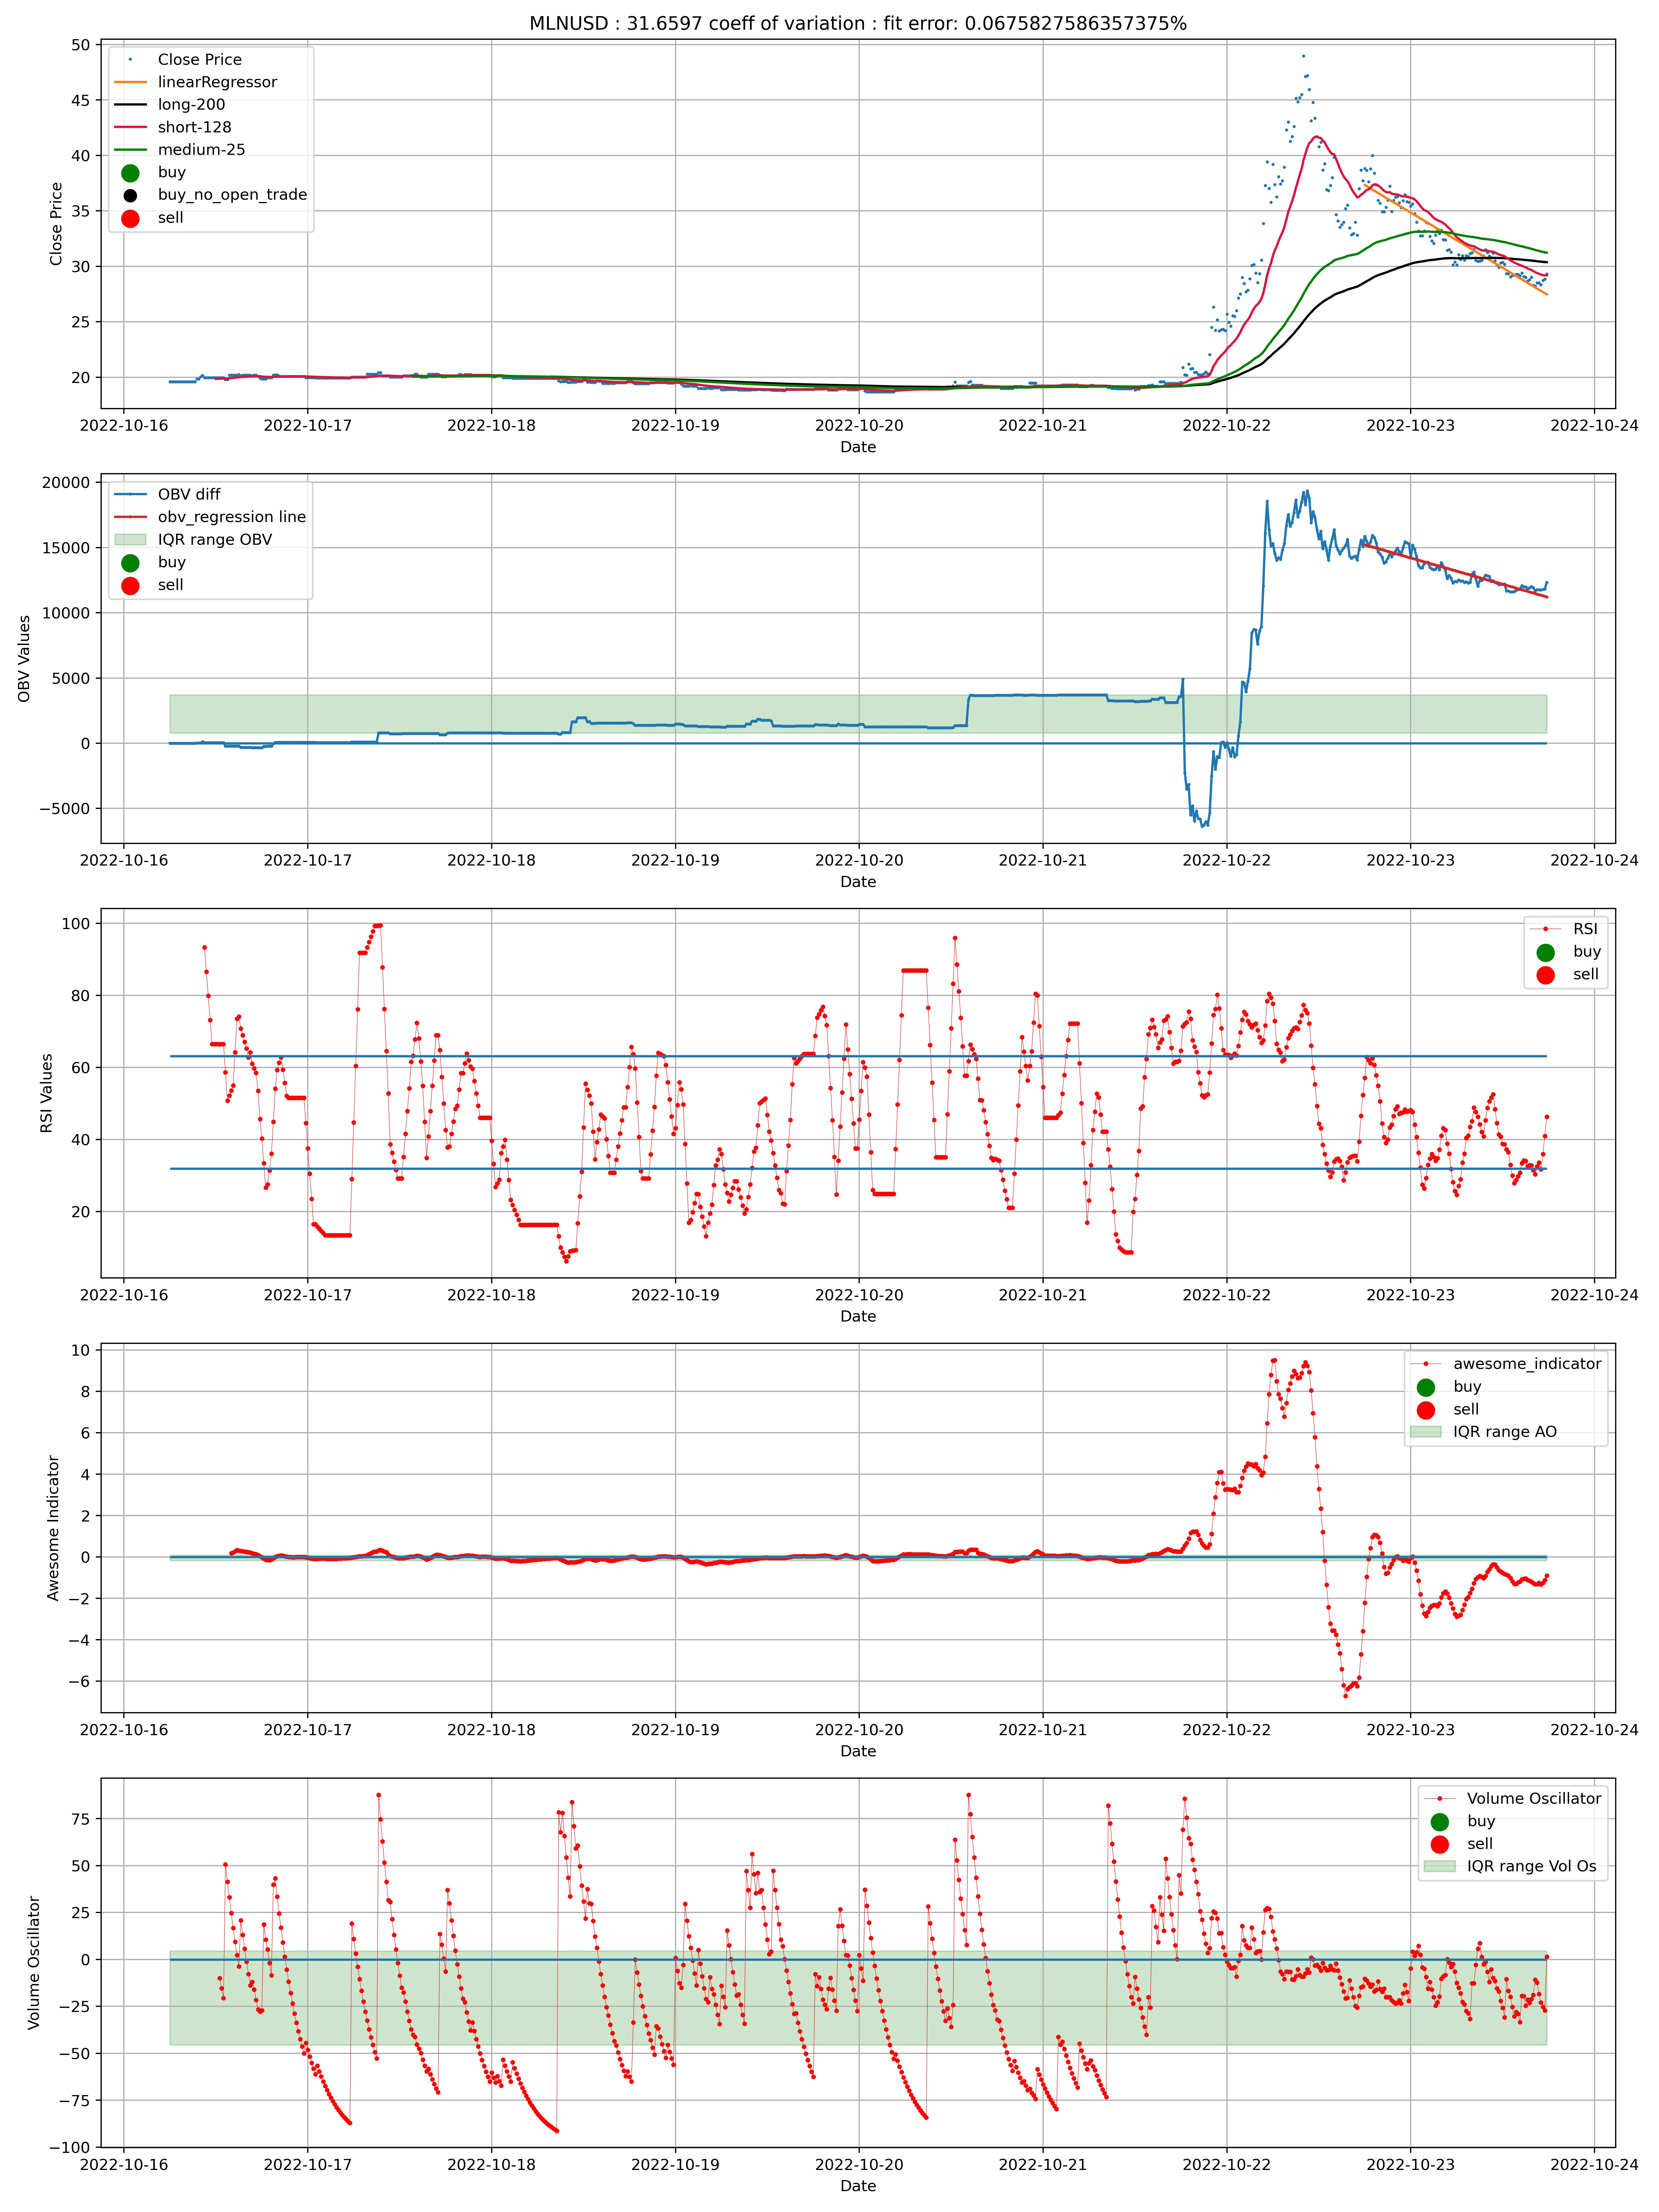 MLNUSD : 31.6597 coeff of variation : fit error: 0.0675827586357375%
50
45
40
35
30
25
20
Close Price
Close Price
linearRegressor
long-200
short-128
medium-25
buy
buy_no_open_trade
sell
2022-10-16 2022-10-17 2022-10-18 2022-10-19 2022-10-20 2022-10-21 2022-10-22 2022-10-23 2022-10-24
Date
20000
15000
10000
5000
0
−5000
OBV Values
OBV diff
obv_regression line
IQR range OBV
buy
sell
2022-10-16 2022-10-17 2022-10-18 2022-10-19 2022-10-20 2022-10-21 2022-10-22 2022-10-23 2022-10-24
Date
100
80
60
40
20
RSI Values
RSI
buy
sell
2022-10-16 2022-10-17 2022-10-18 2022-10-19 2022-10-20 2022-10-21 2022-10-22 2022-10-23 2022-10-24
Date
10
8
6
4
2
0
−2
−4
−6
Awesome Indicator
awesome_indicator
buy
sell
IQR range AO
2022-10-16 2022-10-17 2022-10-18 2022-10-19 2022-10-20 2022-10-21 2022-10-22 2022-10-23 2022-10-24
Date
75
50
25
0
−25
−50
−75
−100
Volume Oscillator
Volume Oscillator
buy
sell
IQR range Vol Os
2022-10-16 2022-10-17 2022-10-18 2022-10-19 2022-10-20 2022-10-21 2022-10-22 2022-10-23 2022-10-24
Date